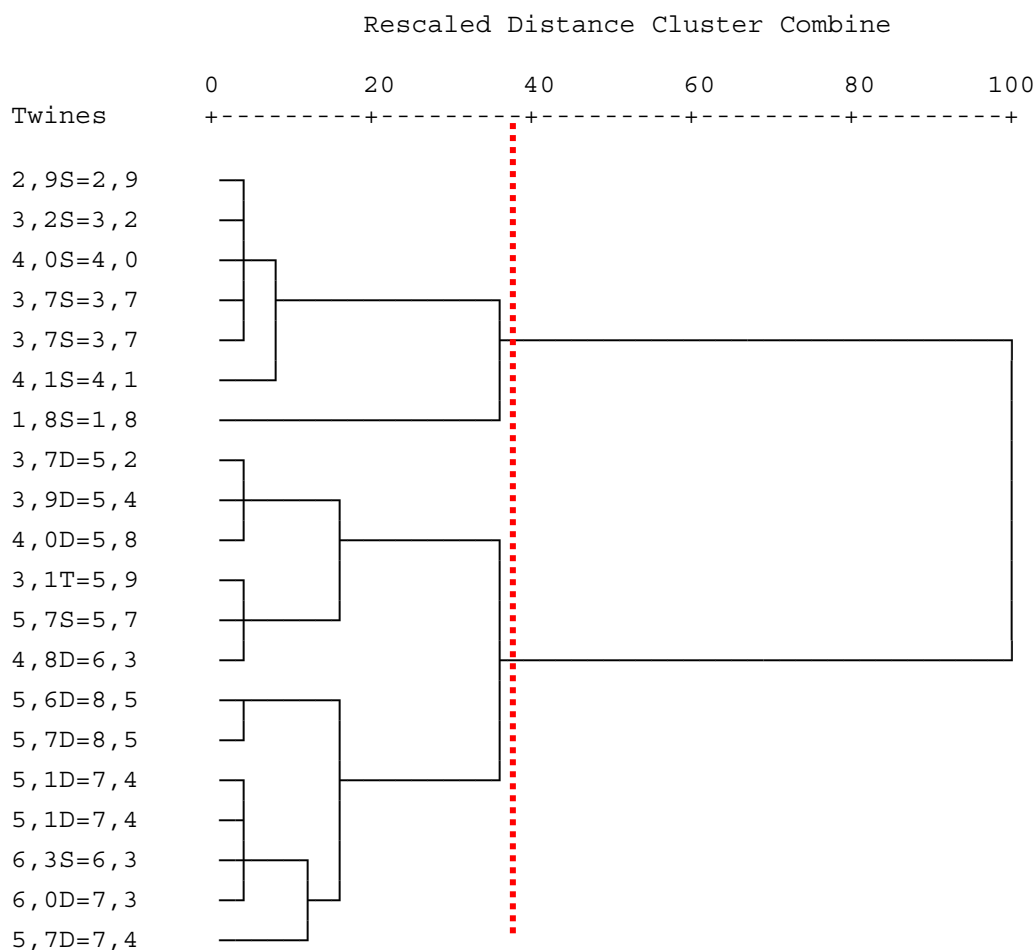 Rescaled Distance Cluster Combine
0 20 40 60 80 100
Twines +---------+---------+---------+---------+---------+
2,9S=2,9
3,2S=3,2
4,0S=4,0
3,7S=3,7
3,7S=3,7
4,1S=4,1
1,8S=1,8
3,7D=5,2
3,9D=5,4
4,0D=5,8
3,1T=5,9
5,7S=5,7
4,8D=6,3
5,6D=8,5
5,7D=8,5
5,1D=7,4
5,1D=7,4
6,3S=6,3
6,0D=7,3
5,7D=7,4